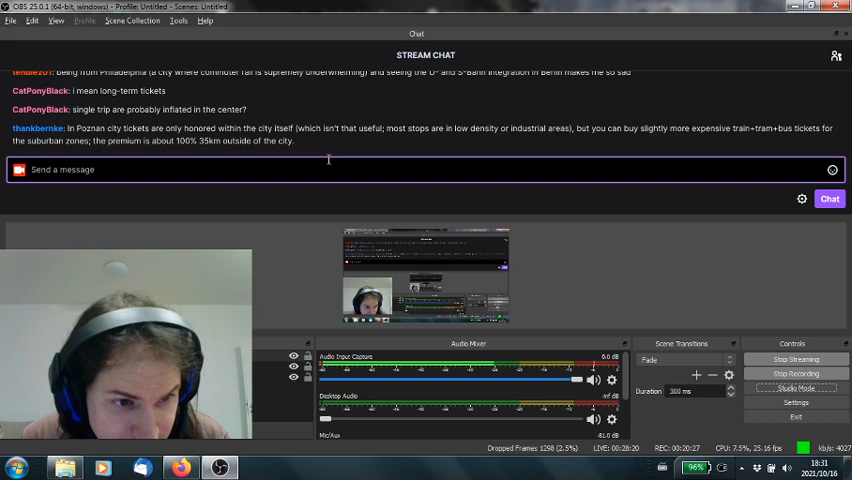 OBS 25.0.1 (64-bit, windows) - Profile: Untitled - Scenes: Untitled
File Edit View Profile Scene Collection Tools Help
Chat
STREAM CHAT
tendiez01: being from Philadelphia (a city where commuter rail is supremely underwhelming) and seeing the U- and S-Bahn integration in Berlin makes me so sad
CatPonyBlack: i mean long-term tickets
CatPonyBlack: single trip are probably inflated in the center?
thankbernke: In Poznan city tickets are only honored within the city itself (which isn't that useful; most stops are in low density or industrial areas), but you can buy slightly more expensive train+tram+bus tickets for
the suburban zones; the premium is about 100% 35km outside of the city.
Send a message
Chat
Audio Mixer
Scene Transitions
Controls
Audio Input Capture 0.0 dB
Fade
Stop Streaming
Stop Recording
Studio Mode
Duration 300 ms
Desktop Audio -inf dB
Settings
Exit
Mic/Aux -81.0 dB
Dropped Frames 1298 (2.5%) LIVE: 00:28:20 REC: 00:20:27 CPU: 7.5%, 25.16 fps kb/s: 4027
96%
18:31
2021/10/16